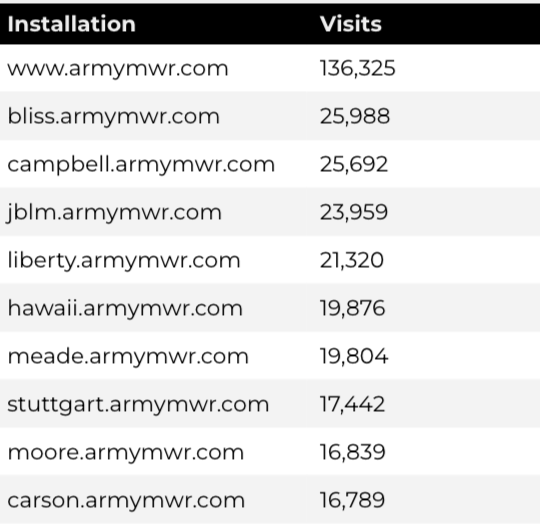 Installation Visits
www.armymwr.com 136,325
bliss.armymwr.com 25,988
campbell.armymwr.com 25,692
jblm.armymwr.com 23,959
liberty.armymwr.com 21,320
hawaii.armymwr.com 19,876
meade.armymwr.com 19,804
stuttgart.armymwr.com 17,442
moore.armymwr.com 16,839
carson.armymwr.com 16,789